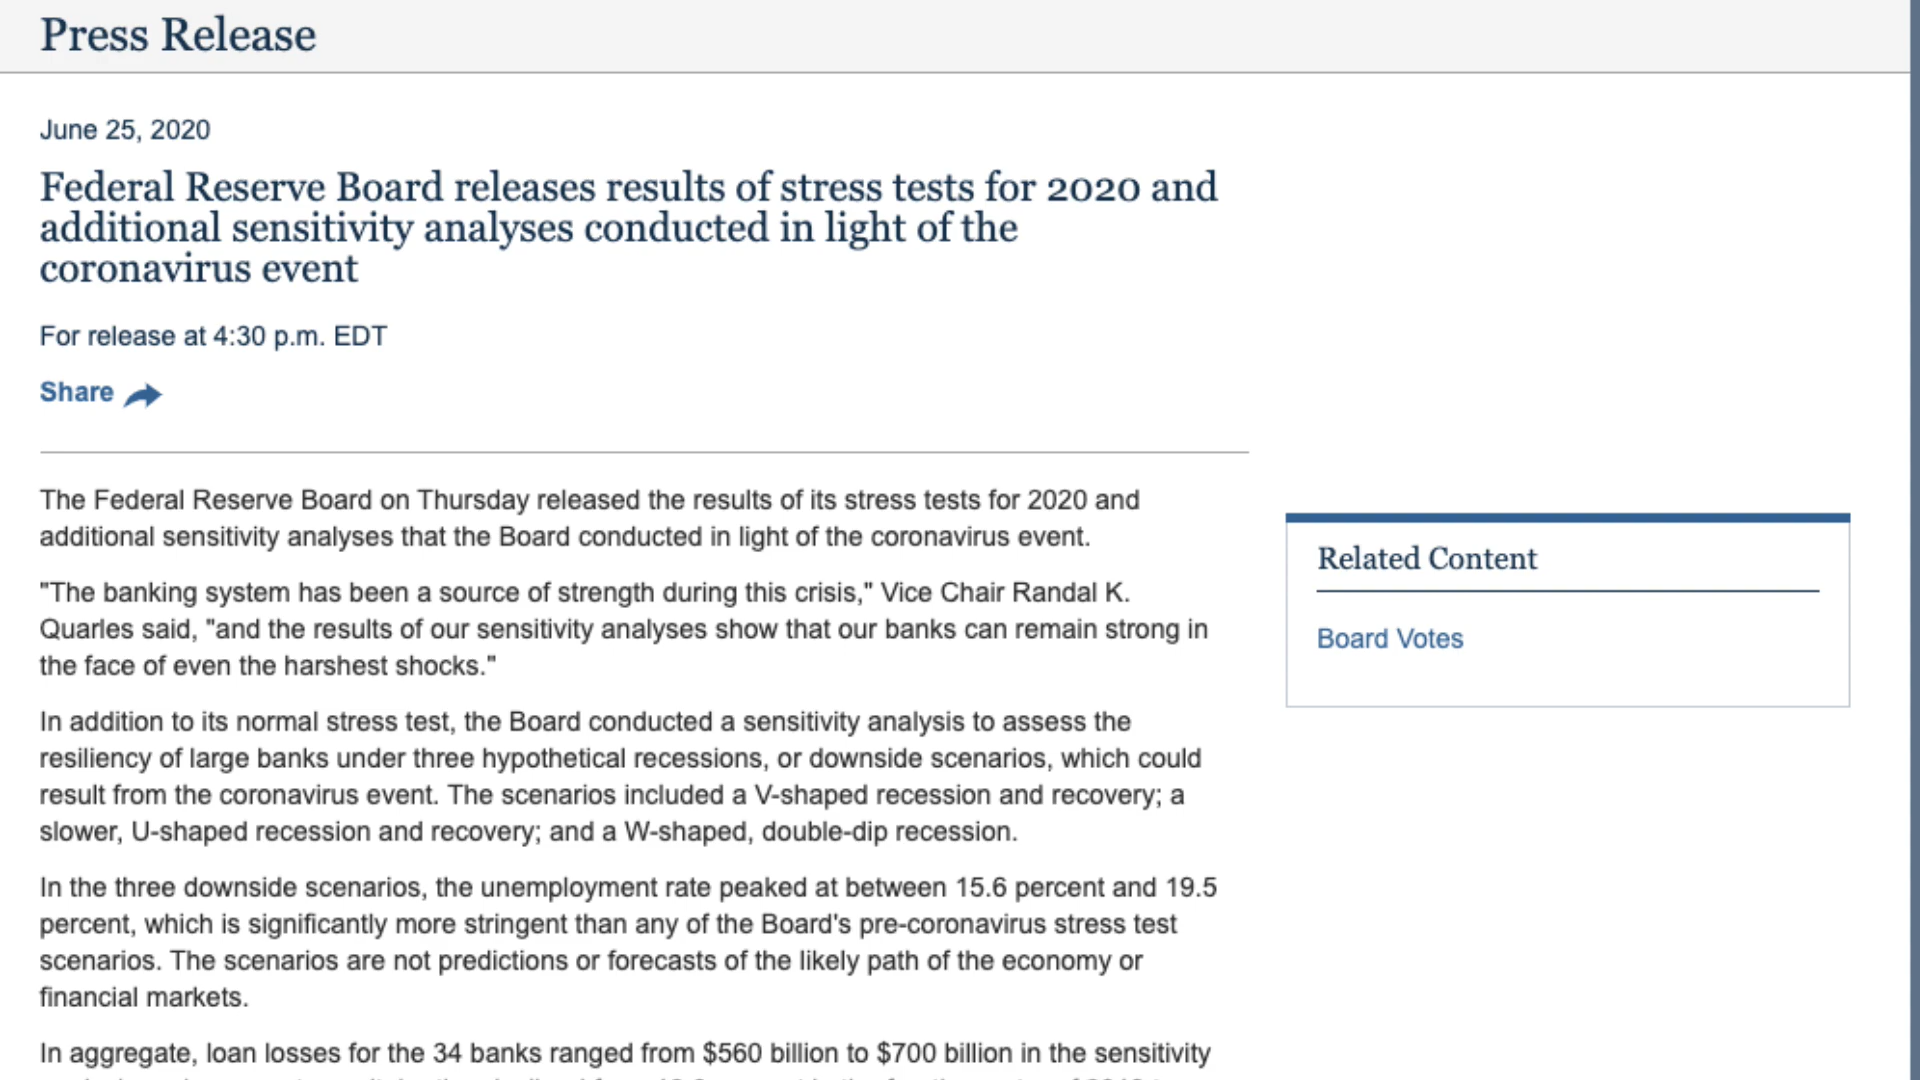 Press Release
June 25, 2020
Federal Reserve Board releases results of stress tests for 2020 and
additional sensitivity analyses conducted in light of the
coronavirus event
For release at 4:30 p.m. EDT
Share
The Federal Reserve Board on Thursday released the results of its stress tests for 2020 and
additional sensitivity analyses that the Board conducted in light of the coronavirus event.
"The banking system has been a source of strength during this crisis," Vice Chair Randal K.
Quarles said, "and the results of our sensitivity analyses show that our banks can remain strong in
the face of even the harshest shocks."
In addition to its normal stress test, the Board conducted a sensitivity analysis to assess the
resiliency of large banks under three hypothetical recessions, or downside scenarios, which could
result from the coronavirus event. The scenarios included a V-shaped recession and recovery; a
slower, U-shaped recession and recovery; and a W-shaped, double-dip recession.
In the three downside scenarios, the unemployment rate peaked at between 15.6 percent and 19.5
percent, which is significantly more stringent than any of the Board's pre-coronavirus stress test
scenarios. The scenarios are not predictions or forecasts of the likely path of the economy or
financial markets.
In aggregate, loan losses for the 34 banks ranged from $560 billion to $700 billion in the sensitivity
Related Content
Board Votes